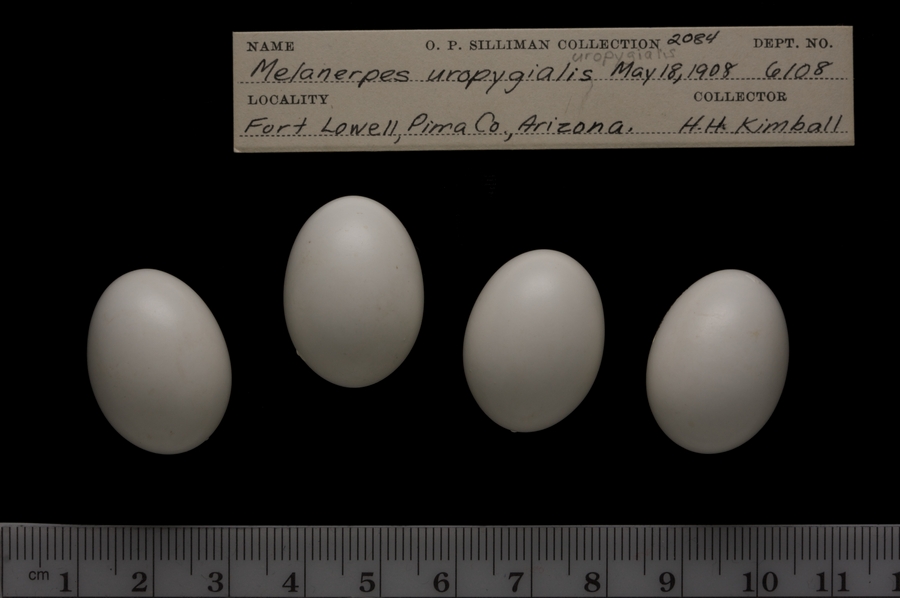 NAME O. P. SILLIMAN COLLECTION 2084 DEPT. NO.
uropygialis
Melanerpes uropygialis May 18, 1908 6108
LOCALITY COLLECTOR
Fort Lowell, Pima Co., Arizona. H.H. Kimball
cm 1 2 3 4 5 6 7 8 9 10 11 1